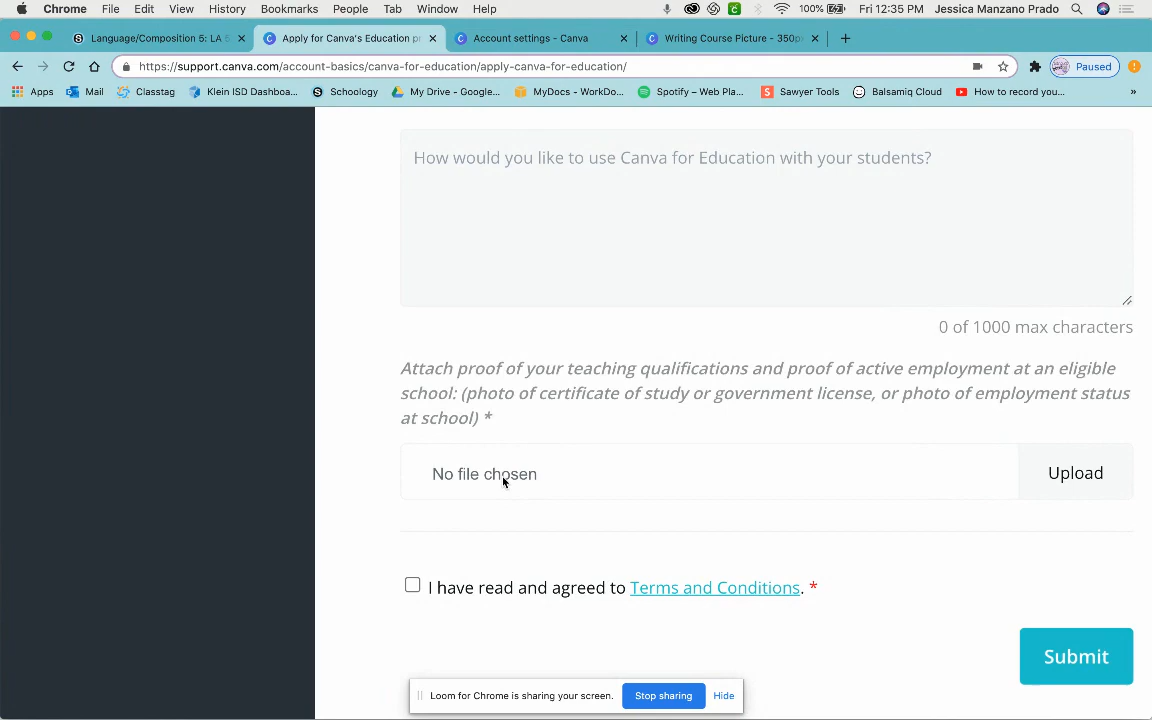 Chrome File Edit View History Bookmarks People Tab Window Help 100% Fri 12:35 PM Jessica Manzano Prado
Language/Composition 5: LA 5 Apply for Canva's Education pr Account settings - Canva Writing Course Picture - 350p
https://support.canva.com/account-basics/canva-for-education/apply-canva-for-education/ Paused
Apps Mail Classtag Klein ISD Dashboa... Schoology My Drive - Google... MyDocs - WorkDo... Spotify – Web Pla... Sawyer Tools Balsamiq Cloud How to record you... »
How would you like to use Canva for Education with your students?
0 of 1000 max characters
Attach proof of your teaching qualifications and proof of active employment at an eligible
school: (photo of certificate of study or government license, or photo of employment status
at school) *
No file chosen Upload
I have read and agreed to Terms and Conditions. *
Submit
Loom for Chrome is sharing your screen. Stop sharing Hide